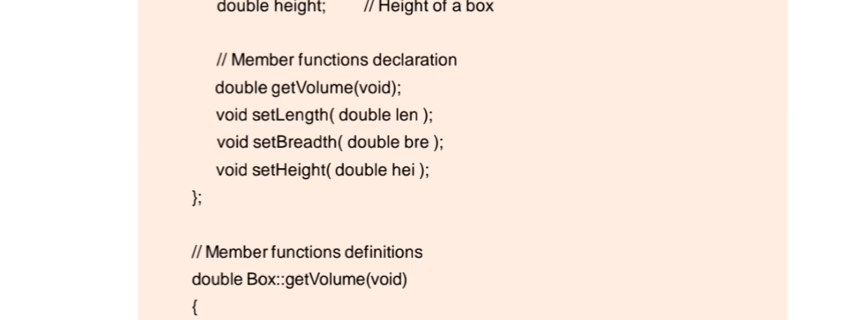 double height; // Height of a box
// Member functions declaration
double getVolume(void);
void setLength( double len );
void setBreadth( double bre );
void setHeight( double hei );
};
// Member functions definitions
double Box::getVolume(void)
{